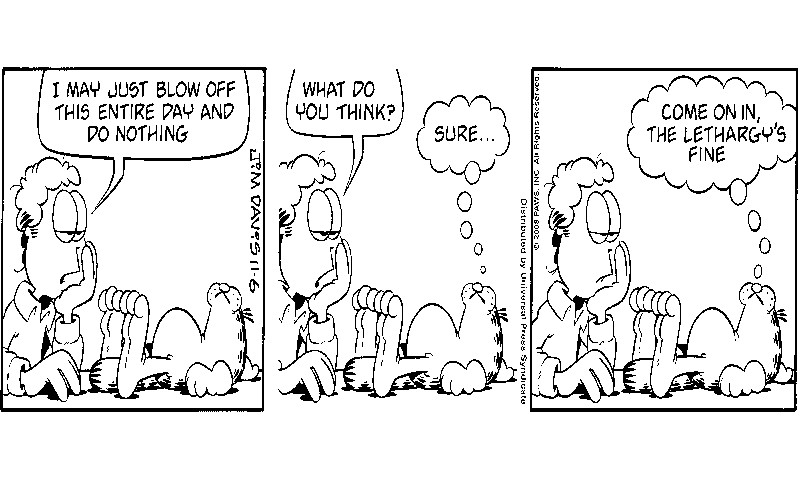 I MAY JUST BLOW OFF
THIS ENTIRE DAY AND
DO NOTHING
JIM DAVIS 11-6
WHAT DO
YOU THINK?
SURE...
Distributed by Universal Press Syndicate
© 2008 PAWS, INC. All Rights Reserved.
COME ON IN,
THE LETHARGY'S
FINE